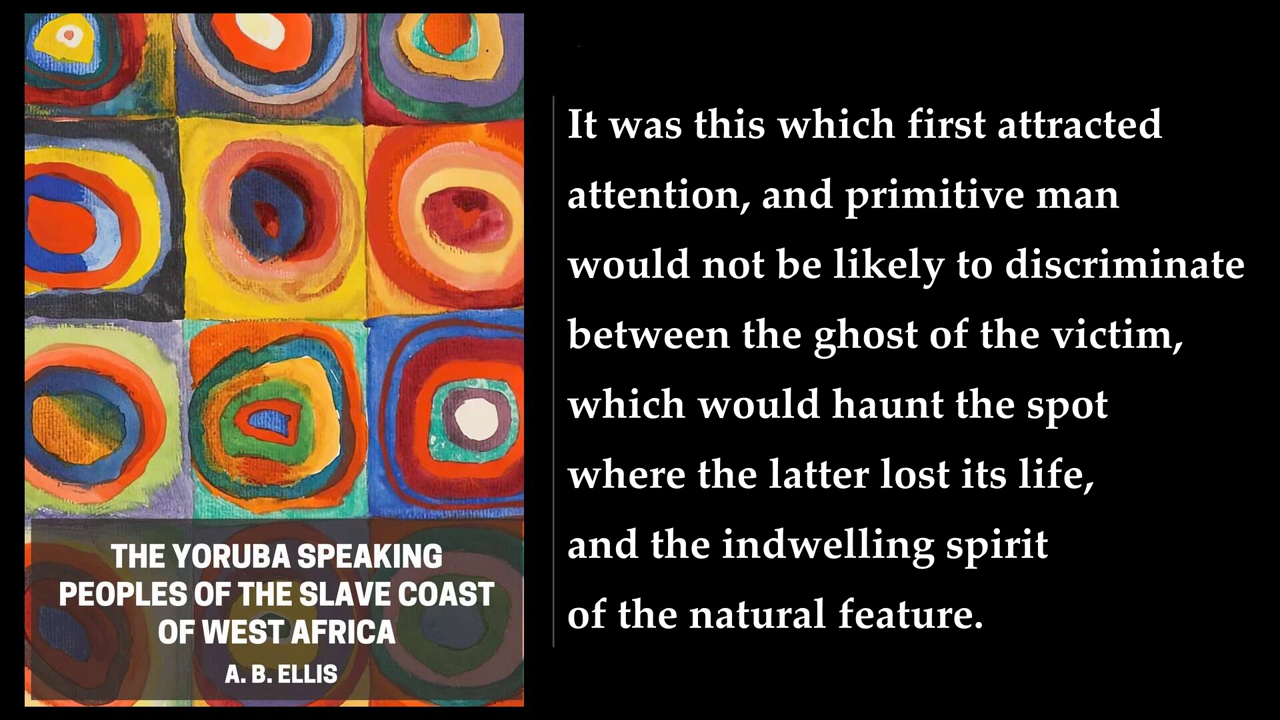 THE YORUBA SPEAKING
PEOPLES OF THE SLAVE COAST
OF WEST AFRICA
A. B. ELLIS
It was this which first attracted
attention, and primitive man
would not be likely to discriminate
between the ghost of the victim,
which would haunt the spot
where the latter lost its life,
and the indwelling spirit
of the natural feature.